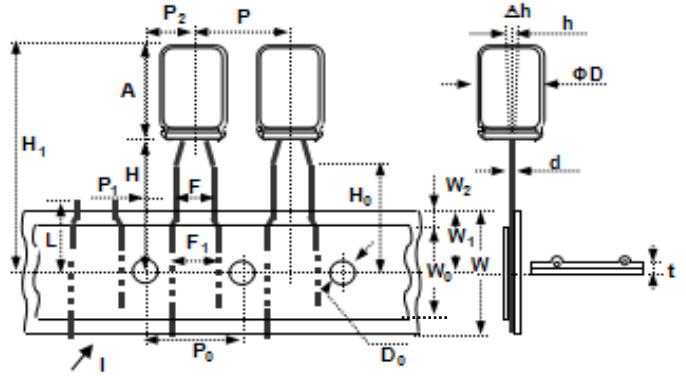 P₂ P Δh h
A ΦD
H₁
H d
P₁ F H₀ W₂
L F₁ W₁
W₀ W
t
P₀ D₀
I